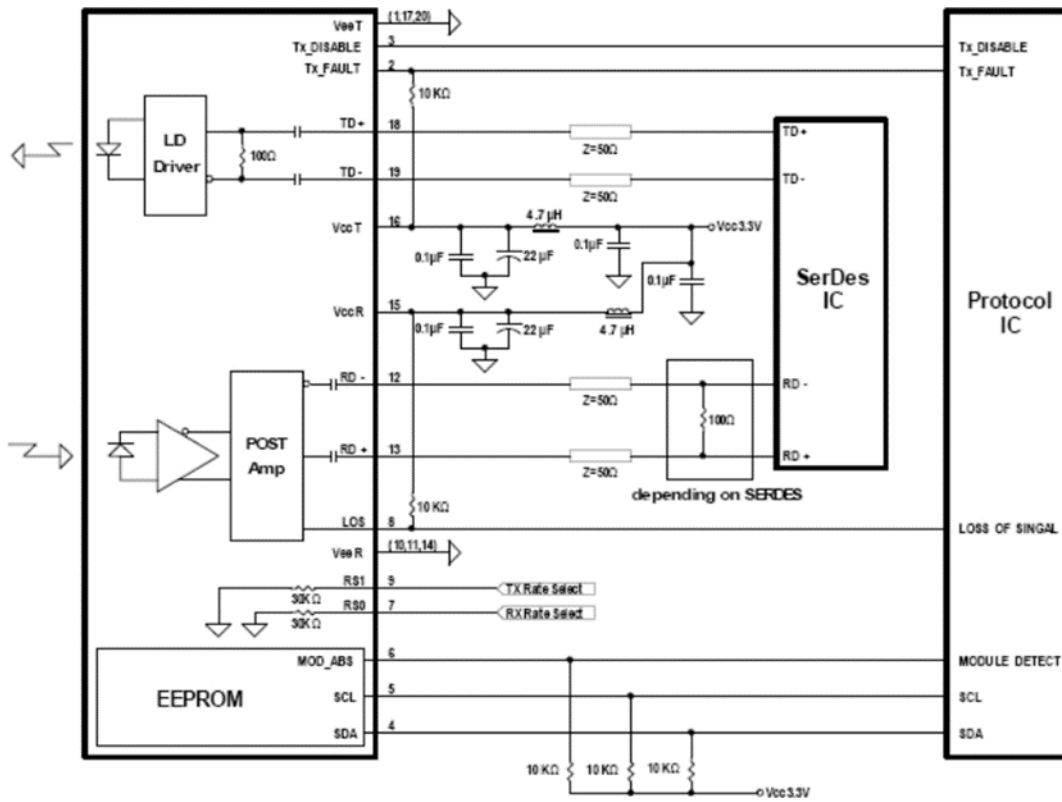 VeeT (1,17,20)
Tx_DISABLE 3 Tx_DISABLE
Tx_FAULT 2 Tx_FAULT
10 KΩ
LD
Driver
100Ω
TD+ 18 Z=50Ω TD+
TD- 19 Z=50Ω TD-
VccT 16 4.7 µH Vcc3.3V
0.1µF 22 µF 0.1µF 0.1µF
SerDes
IC
Protocol
IC
VccR 15
0.1µF 22 µF 4.7 µH
RD - 12 Z=50Ω RD -
100Ω
POST
Amp
RD + 13 Z=50Ω RD +
depending on SERDES
10 KΩ
LOS 8 LOSS OF SINGAL
VeeR (10,11,14)
RS1 9 TX Rate Select
30KΩ
RS0 7 RX Rate Select
30KΩ
EEPROM
MOD_ABS 6 MODULE DETECT
SCL 5 SCL
SDA 4 SDA
10 KΩ 10 KΩ 10 KΩ
Vcc3.3V